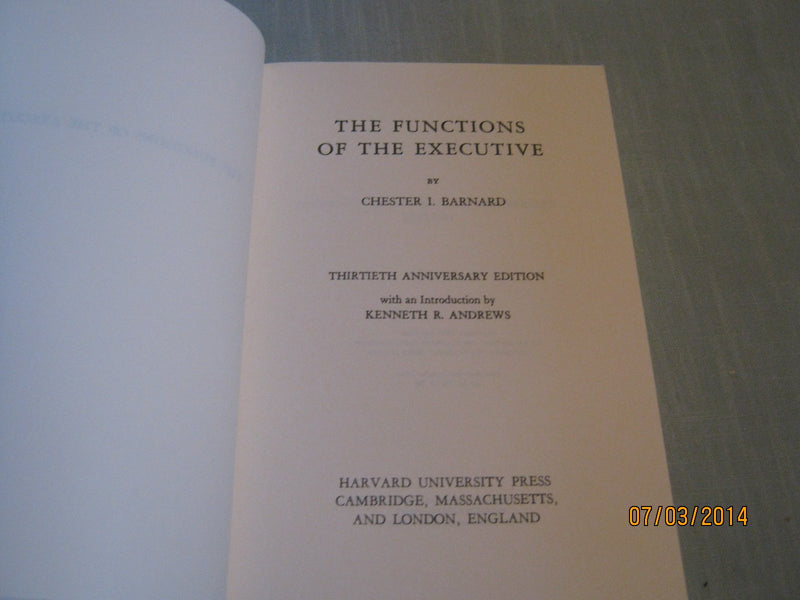 THE FUNCTIONS
OF THE EXECUTIVE
BY
CHESTER I. BARNARD
THIRTIETH ANNIVERSARY EDITION
with an Introduction by
KENNETH R. ANDREWS
HARVARD UNIVERSITY PRESS
CAMBRIDGE, MASSACHUSETTS,
AND LONDON, ENGLAND
07/03/2014